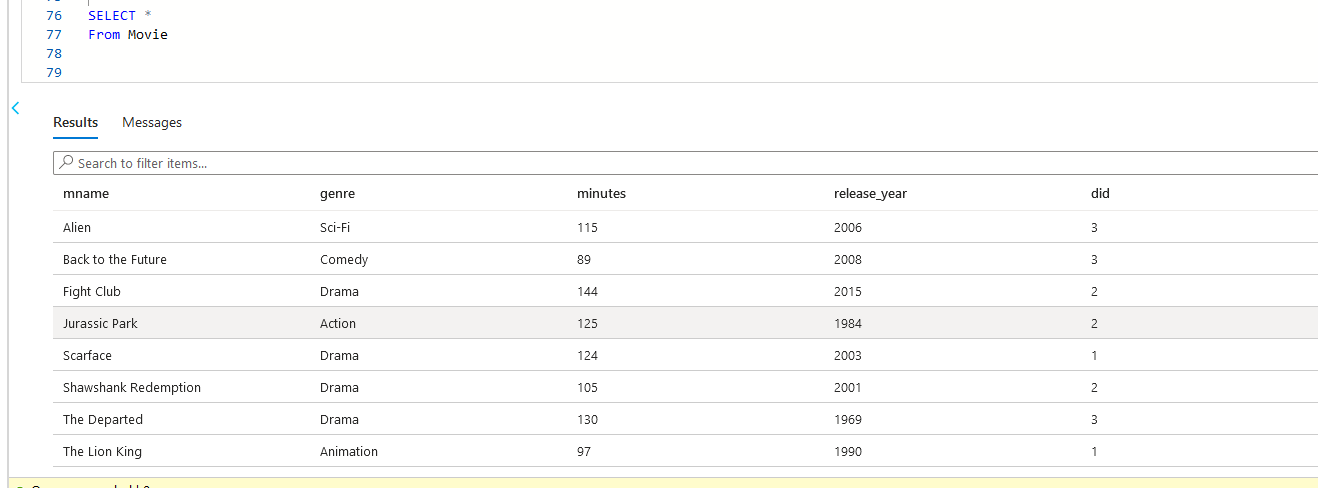 76 SELECT *
77 From Movie
78
79
Results Messages
Search to filter items...
mname genre minutes release_year did
Alien Sci-Fi 115 2006 3
Back to the Future Comedy 89 2008 3
Fight Club Drama 144 2015 2
Jurassic Park Action 125 1984 2
Scarface Drama 124 2003 1
Shawshank Redemption Drama 105 2001 2
The Departed Drama 130 1969 3
The Lion King Animation 97 1990 1